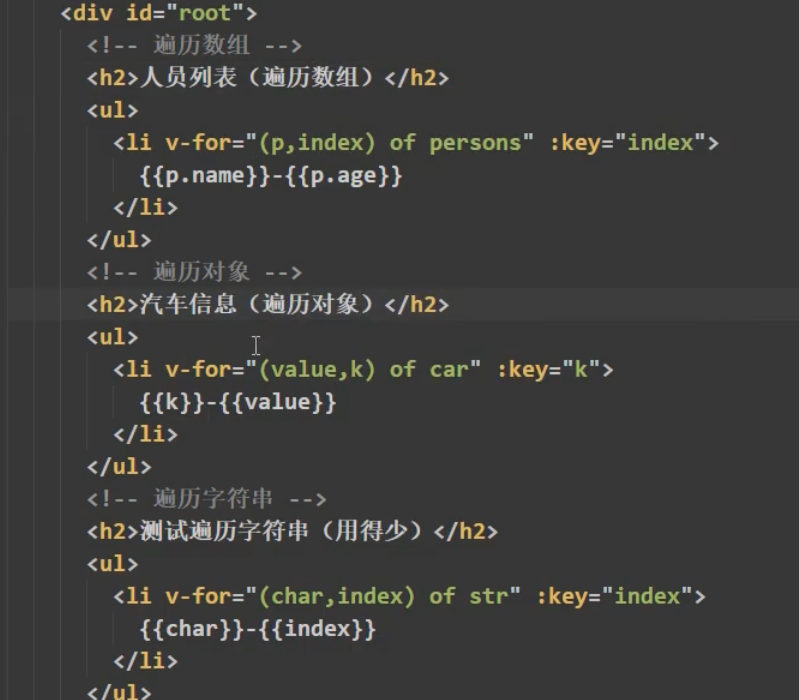 <div id="root">
<!-- 遍历数组 -->
<h2>人员列表（遍历数组）</h2>
<ul>
<li v-for="(p,index) of persons" :key="index">
{{p.name}}-{{p.age}}
</li>
</ul>
<!-- 遍历对象 -->
<h2>汽车信息（遍历对象）</h2>
<ul>
<li v-for="(value,k) of car" :key="k">
{{k}}-{{value}}
</li>
</ul>
<!-- 遍历字符串 -->
<h2>测试遍历字符串（用得少）</h2>
<ul>
<li v-for="(char,index) of str" :key="index">
{{char}}-{{index}}
</li>
</ul>